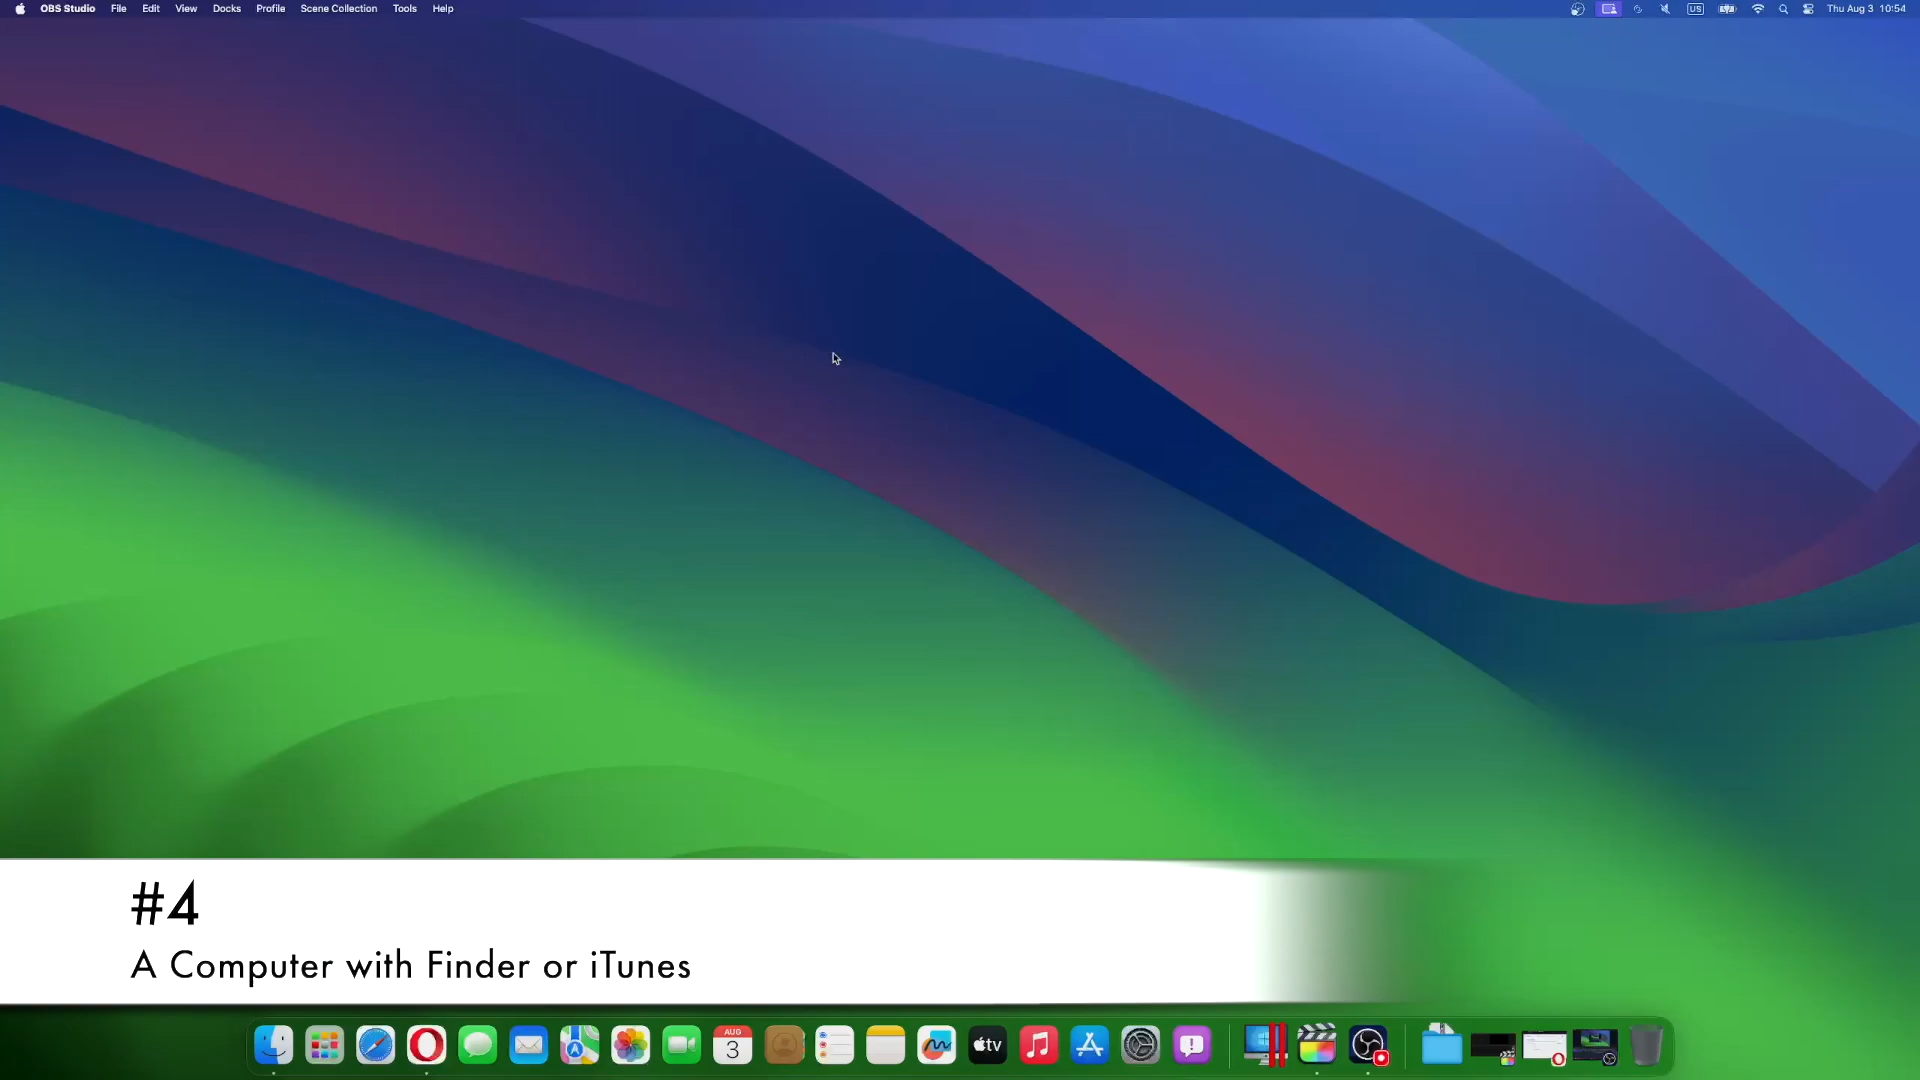 OBS Studio File Edit View Docks Profile Scene Collection Tools Help US Thu Aug 3 10:54
#4
A Computer with Finder or iTunes
AUG
3
tv